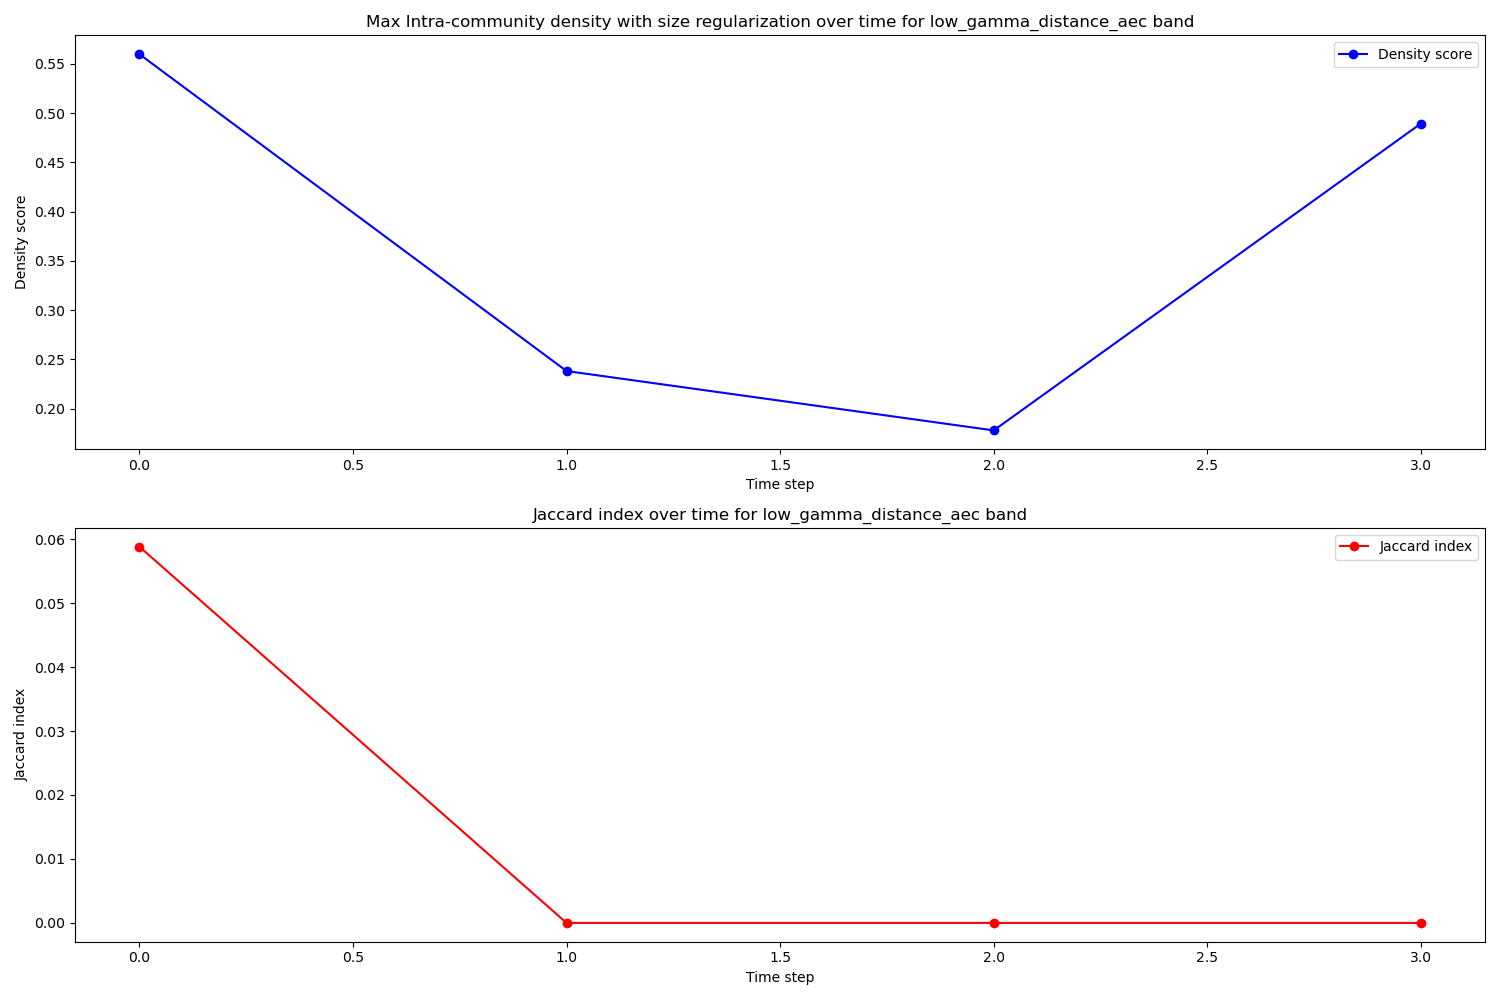 Max Intra-community density with size regularization over time for low_gamma_distance_aec band
Density score
0.55
0.50
0.45
0.40
0.35
0.30
0.25
0.20
Density score
0.0 0.5 1.0 1.5 2.0 2.5 3.0
Time step
Jaccard index over time for low_gamma_distance_aec band
Jaccard index
0.06
0.05
0.04
0.03
0.02
0.01
0.00
Jaccard index
0.0 0.5 1.0 1.5 2.0 2.5 3.0
Time step